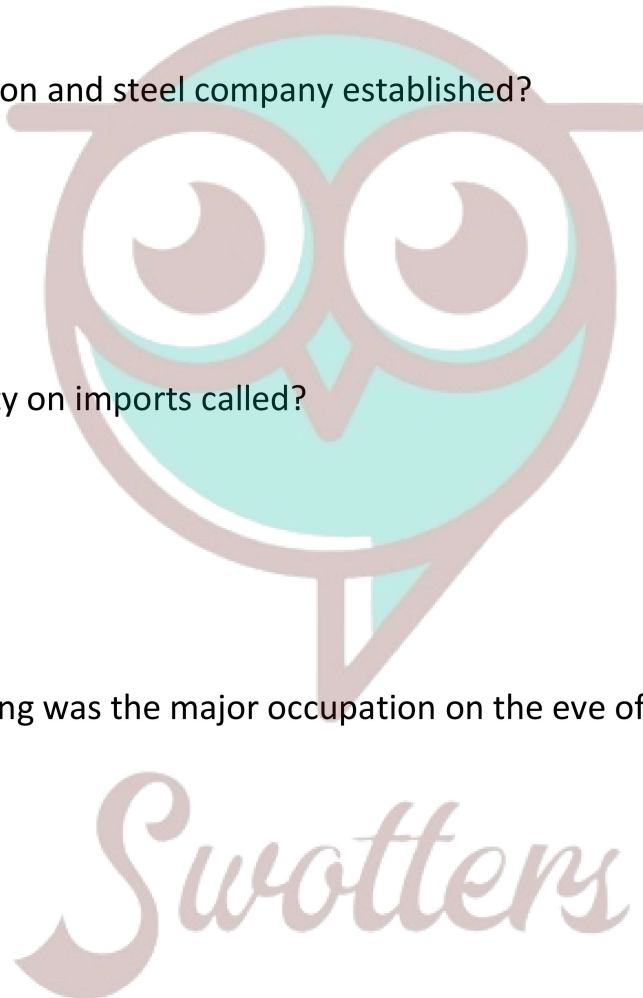 on and steel company established?
y on imports called?
ng was the major occupation on the eve of
Swotters